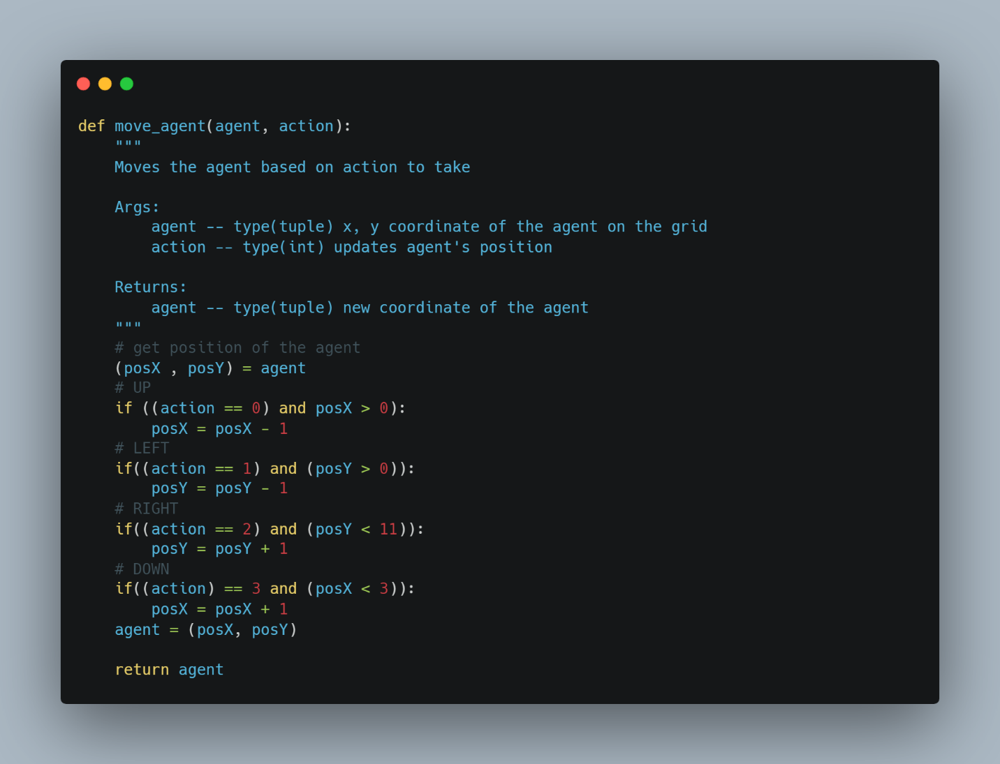 def move_agent(agent, action):
    """
    Moves the agent based on action to take

    Args:
        agent -- type(tuple) x, y coordinate of the agent on the grid
        action -- type(int) updates agent's position

    Returns:
        agent -- type(tuple) new coordinate of the agent
    """
    # get position of the agent
    (posX , posY) = agent
    # UP
    if ((action == 0) and posX > 0):
        posX = posX - 1
    # LEFT
    if((action == 1) and (posY > 0)):
        posY = posY - 1
    # RIGHT
    if((action == 2) and (posY < 11)):
        posY = posY + 1
    # DOWN
    if((action) == 3 and (posX < 3)):
        posX = posX + 1
    agent = (posX, posY)

    return agent